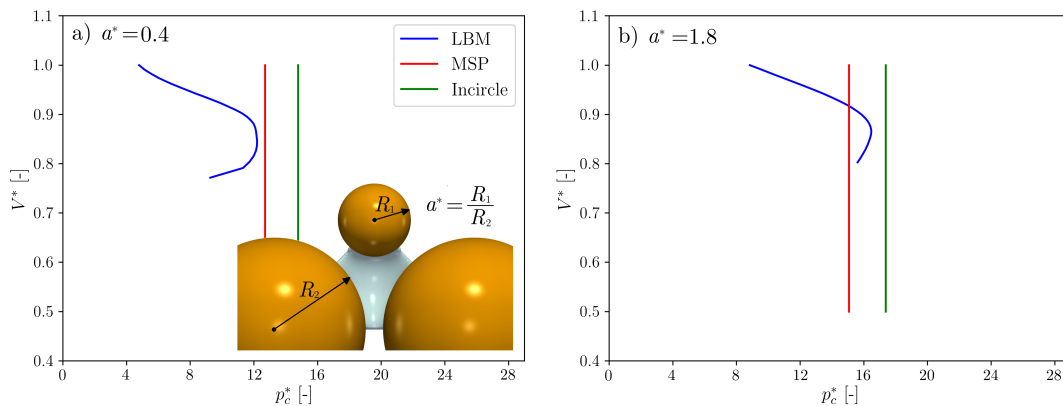 a) a* = 0.4
LBM
MSP
Incircle
1.1
1.0
0.9
0.8
0.7
0.6
0.5
0.4
V* [-]
R₁
a* = R₁/R₂
R₂
0 4 8 12 16 20 24 28
p_c* [-]
b) a* = 1.8
1.1
1.0
0.9
0.8
0.7
0.6
0.5
0.4
V* [-]
0 4 8 12 16 20 24 28
p_c* [-]